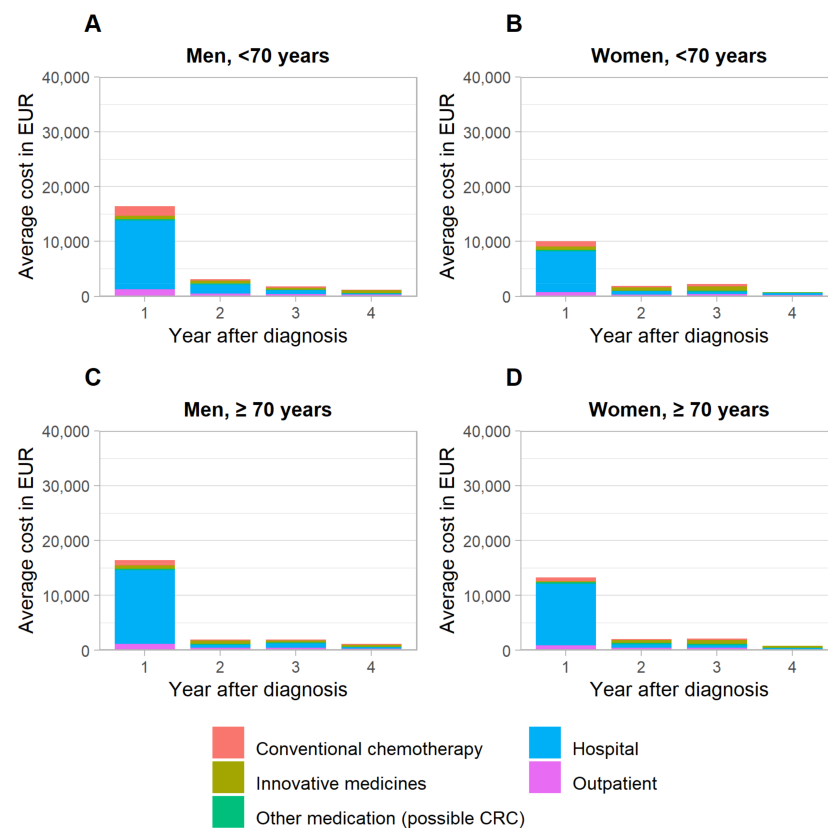 A
Men, <70 years
40,000
30,000
20,000
10,000
0
Average cost in EUR
1 2 3 4
Year after diagnosis
B
Women, <70 years
40,000
30,000
20,000
10,000
0
Average cost in EUR
1 2 3 4
Year after diagnosis
C
Men, ≥ 70 years
40,000
30,000
20,000
10,000
0
Average cost in EUR
1 2 3 4
Year after diagnosis
D
Women, ≥ 70 years
40,000
30,000
20,000
10,000
0
Average cost in EUR
1 2 3 4
Year after diagnosis
Conventional chemotherapy
Innovative medicines
Other medication (possible CRC)
Hospital
Outpatient